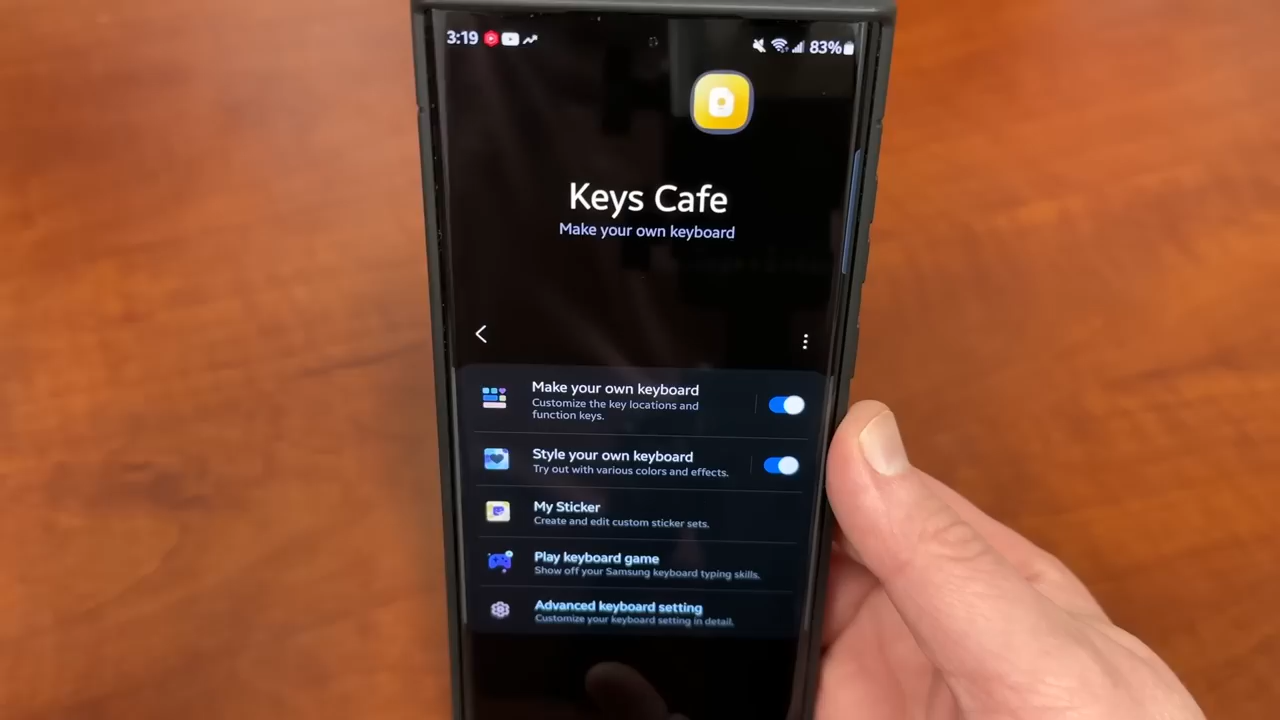 3:19
83%
Keys Cafe
Make your own keyboard
Make your own keyboard
Customize the key locations and
function keys.
Style your own keyboard
Try out with various colors and effects.
My Sticker
Create and edit custom sticker sets.
Play keyboard game
Show off your Samsung keyboard typing skills.
Advanced keyboard setting
Customize your keyboard setting in detail.